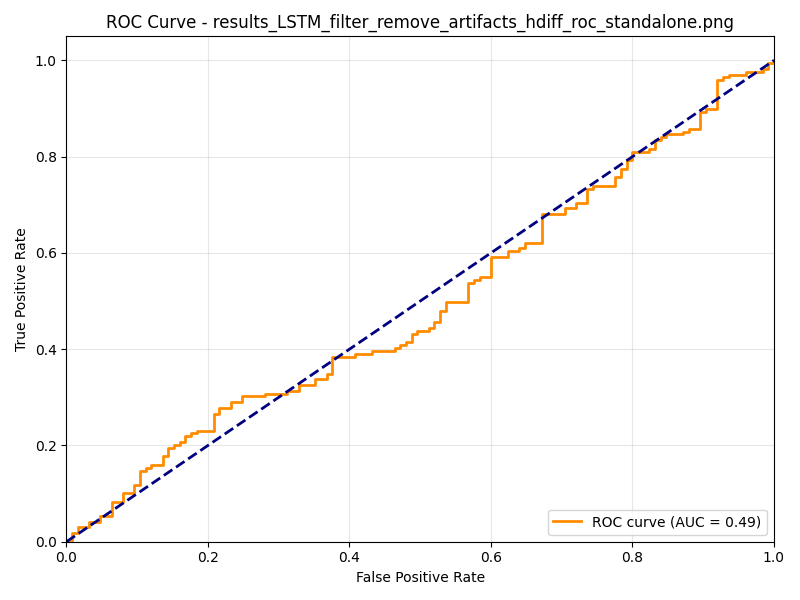 ROC Curve - results_LSTM_filter_remove_artifacts_hdiff_roc_standalone.png
True Positive Rate
1.0
0.8
0.6
0.4
0.2
0.0
ROC curve (AUC = 0.49)
0.0 0.2 0.4 0.6 0.8 1.0
False Positive Rate